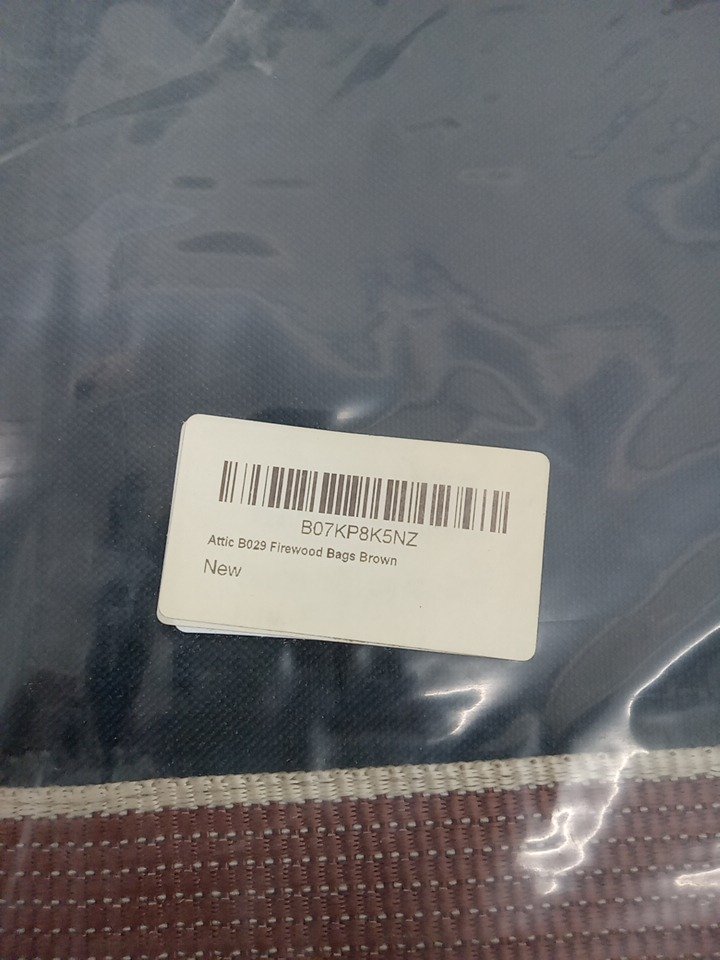 B07KP8K5NZ
Attic B029 Firewood Bags Brown
New